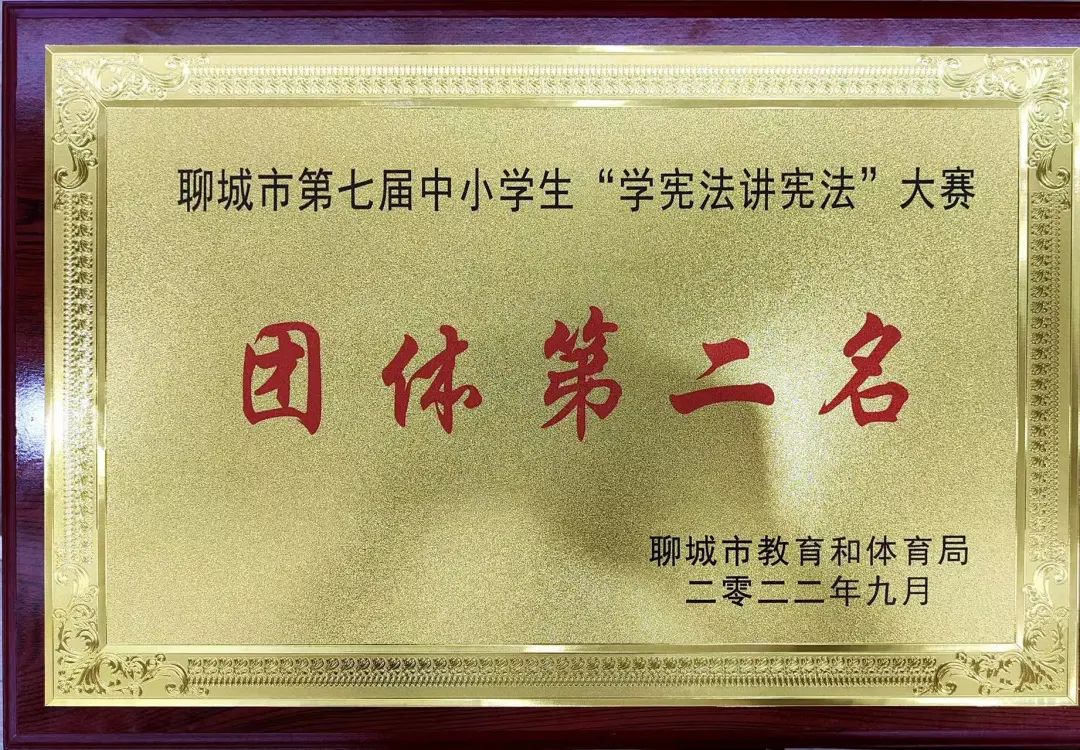 聊城市第七届中小学生“学宪法讲宪法”大赛
团体第二名
聊城市教育和体育局
二零二二年九月